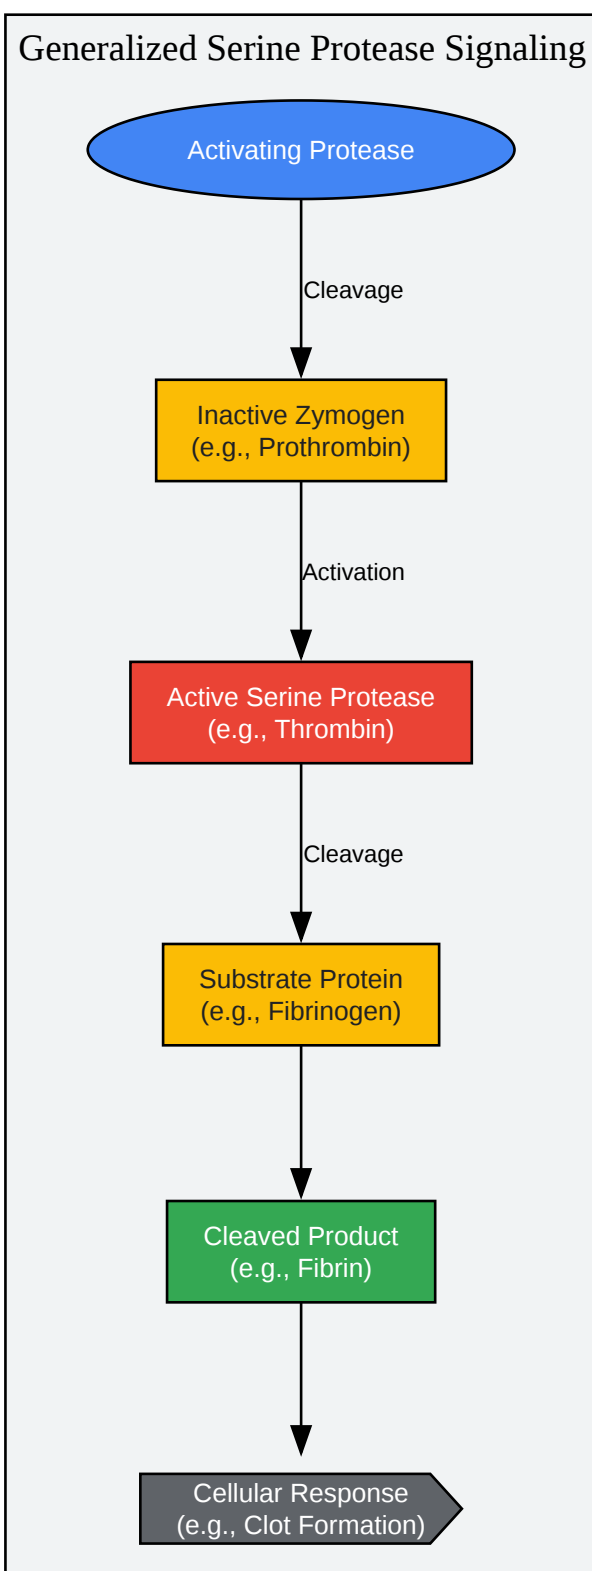 Generalized Serine Protease Signaling
Activating Protease
Cleavage
Inactive Zymogen
(e.g., Prothrombin)
Activation
Active Serine Protease
(e.g., Thrombin)
Cleavage
Substrate Protein
(e.g., Fibrinogen)
Cleaved Product
(e.g., Fibrin)
Cellular Response
(e.g., Clot Formation)